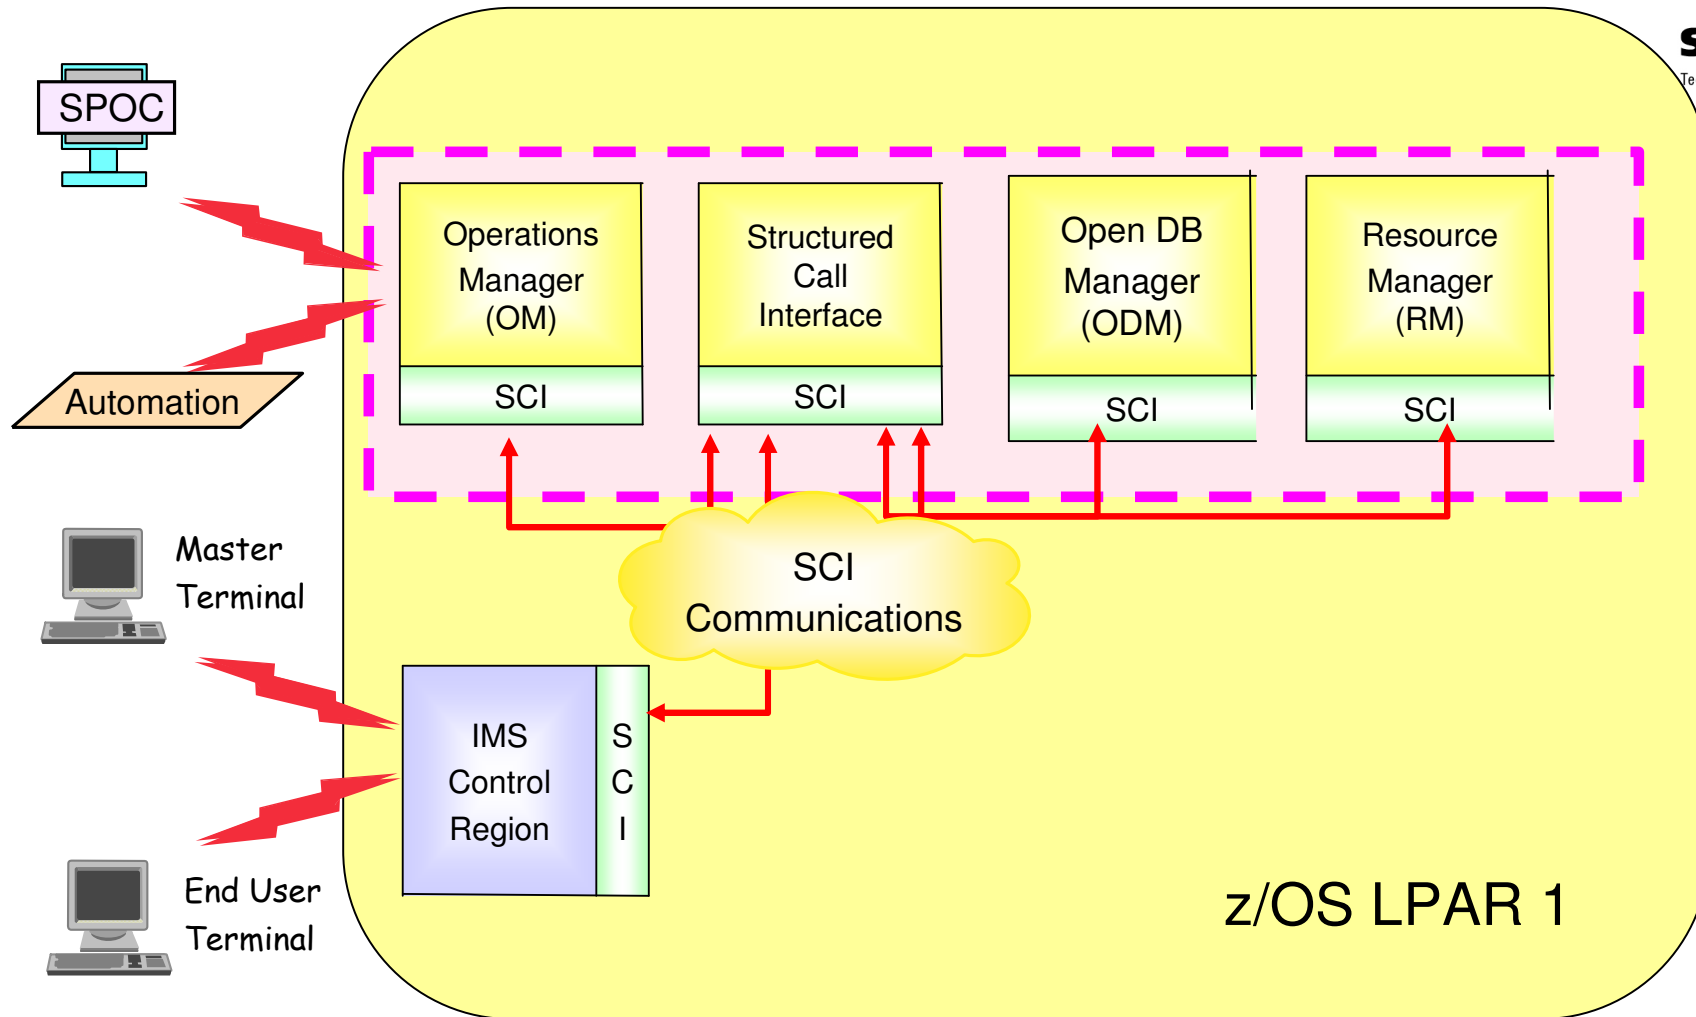 SPOC
Automation
Master
Terminal
End User
Terminal
Operations
Manager
(OM)
SCI
Structured
Call
Interface
SCI
Open DB
Manager
(ODM)
SCI
Resource
Manager
(RM)
SCI
SCI
Communications
IMS
Control
Region
S
C
I
z/OS LPAR 1